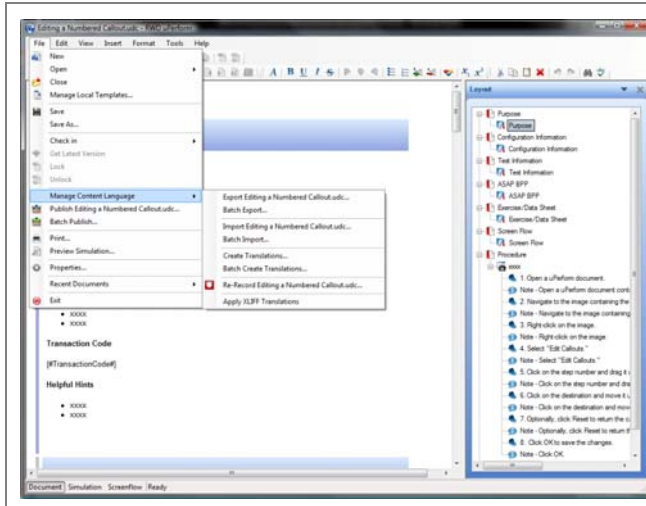 Editing a Numbered Callout.udc - RWD uPerform
File Edit View Insert Format Tools Help
New
Open
Close
Manage Local Templates...
Save
Save As...
Check in
Get Latest Version
Lock
Unlock
Manage Content Language
Publish Editing a Numbered Callout.udc...
Batch Publish...
Print...
Preview Simulation...
Properties...
Recent Documents
Exit
Export Editing a Numbered Callout.udc...
Batch Export...
Import Editing a Numbered Callout.udc...
Batch Import...
Create Translations...
Batch Create Translations...
Re-Record Editing a Numbered Callout.udc...
Apply XLIFF Translations
XXXX
XXXX
Transaction Code
[#TransactionCode#]
Helpful Hints
XXXX
XXXX
Layout
Purpose
Purpose
Configuration Information
Configuration Information
Test Information
Test Information
ASAP BPP
ASAP BPP
Exercise/Data Sheet
Exercise/Data Sheet
Screen Flow
Screen Flow
Procedure
xxxx
1. Open a uPerform document.
Note - Open a uPerform document cont
2. Navigate to the image containing the
Note - Navigate to the image containing
3. Right-click on the image.
Note - Right-click on the image.
4. Select "Edit Callouts."
Note - Select "Edit Callouts."
5. Click on the step number and drag it
Note - Click on the step number and dra
6. Click on the destination and move it
Note - Click on the destination and mov
7. Optionally, click Reset to return the c
Note - Optionally, click Reset to return th
8. Click OK to save the changes.
Note - Click OK
Document Simulation Screenflow Ready